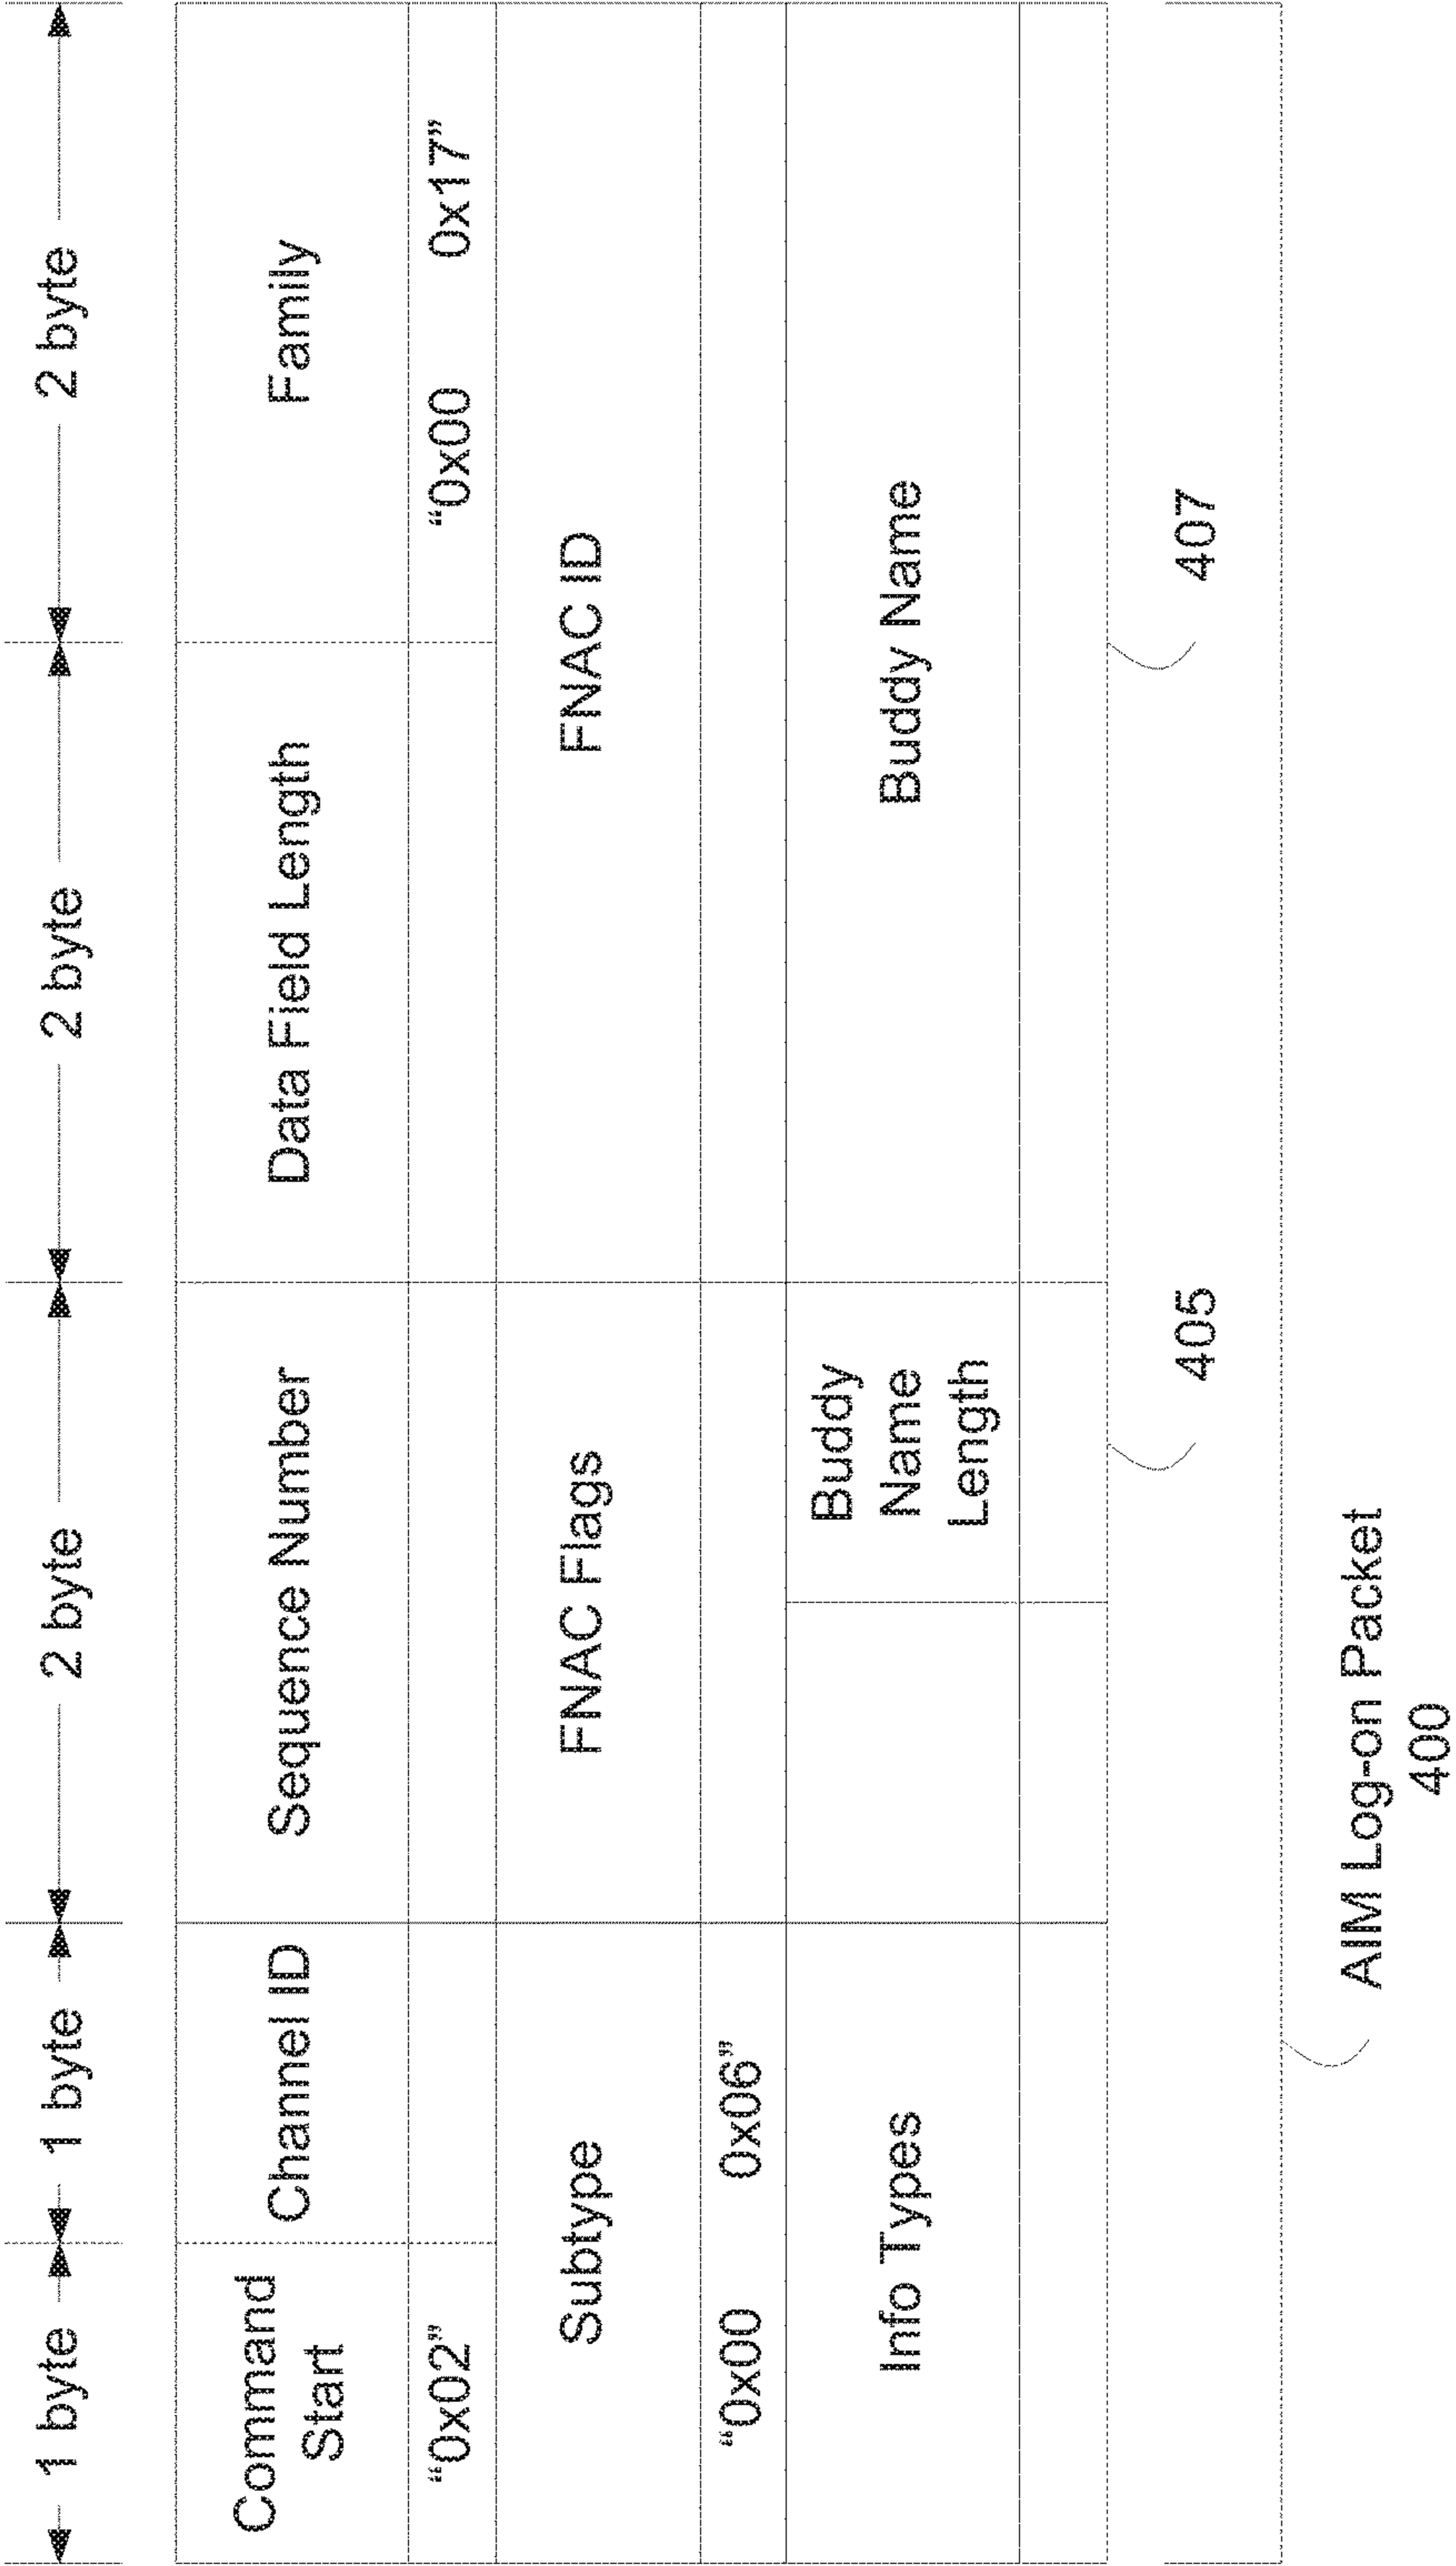 1 byte
1 byte
2 byte
2 byte
2 byte
Command
Start
Channel ID
Sequence Number
Data Field Length
Family
“0x02”
“0x00 0x17”
Subtype
FNAC Flags
FNAC ID
“0x00 0x06”
Info Types
Buddy
Name
Length
Buddy Name
405
407
AIM Log-on Packet
400